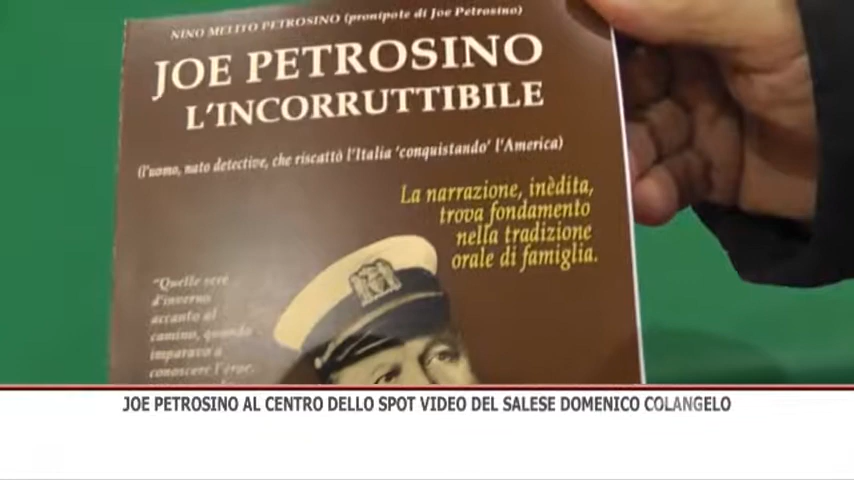 NINO MELITO PETROSINO (pronipote di Joe Petrosino)
JOE PETROSINO
L'INCORRUTTIBILE
(l'uomo, nato detective, che riscattò l'Italia 'conquistando' l'America)
La narrazione, inèdita,
trova fondamento
nella tradizione
orale di famiglia.
"Quelle sere
d'inverno
accanto al
camino, quando
imparavo a
conoscere l'eroe,
JOE PETROSINO AL CENTRO DELLO SPOT VIDEO DEL SALESE DOMENICO COLANGELO